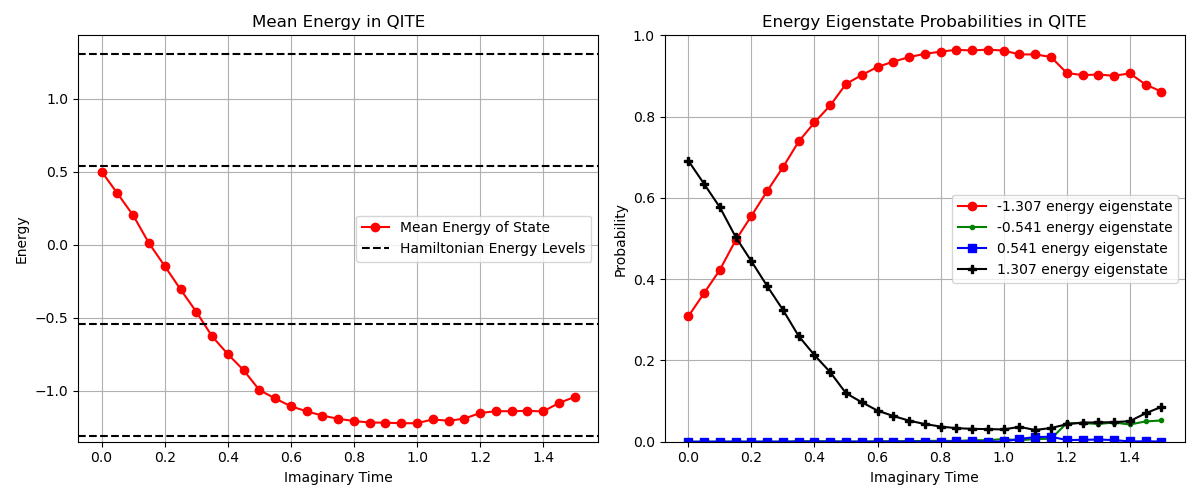 Mean Energy in QITE
Energy
1.0
0.5
0.0
−0.5
−1.0
0.0 0.2 0.4 0.6 0.8 1.0 1.2 1.4
Imaginary Time
Mean Energy of State
Hamiltonian Energy Levels
Energy Eigenstate Probabilities in QITE
Probability
1.0
0.8
0.6
0.4
0.2
0.0
0.0 0.2 0.4 0.6 0.8 1.0 1.2 1.4
Imaginary Time
-1.307 energy eigenstate
-0.541 energy eigenstate
0.541 energy eigenstate
1.307 energy eigenstate